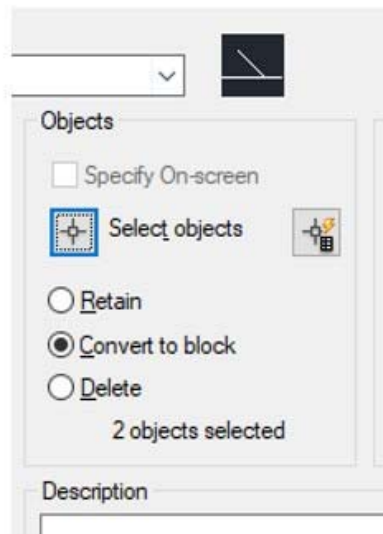 Objects
Specify On-screen
Select objects
Retain
Convert to block
Delete
2 objects selected
Description